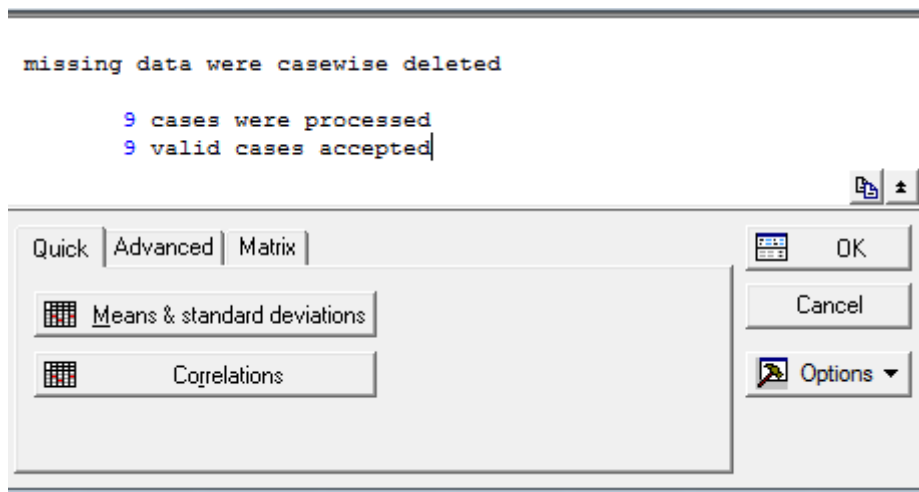 missing data were casewise deleted
9 cases were processed
9 valid cases accepted
Quick Advanced Matrix
OK
Means & standard deviations
Cancel
Correlations
Options